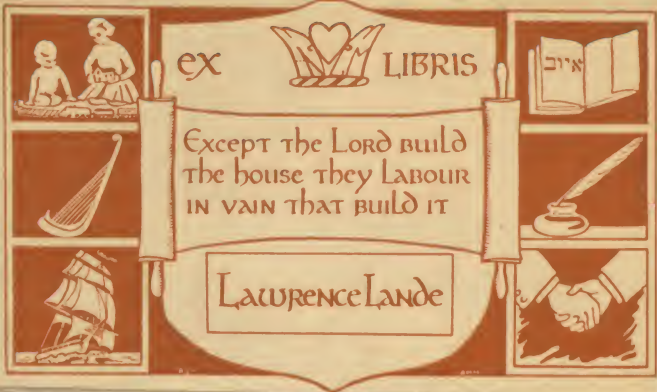 ex LIBRIS
איוב
Except the Lord build
the house they Labour
in vain that build it
Lawrence Lande